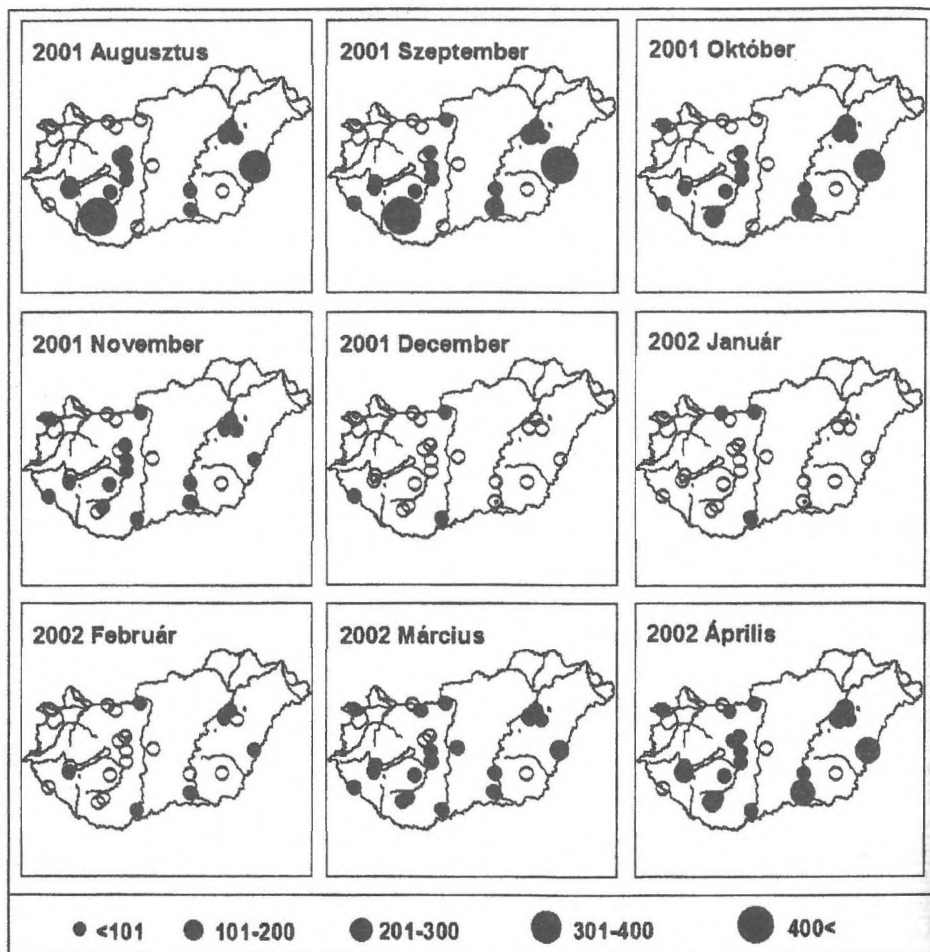 2001 Augusztus
2001 Szeptember
2001 Október
2001 November
2001 December
2002 Január
2002 Február
2002 Március
2002 Április
<101 101-200 201-300 301-400 400<